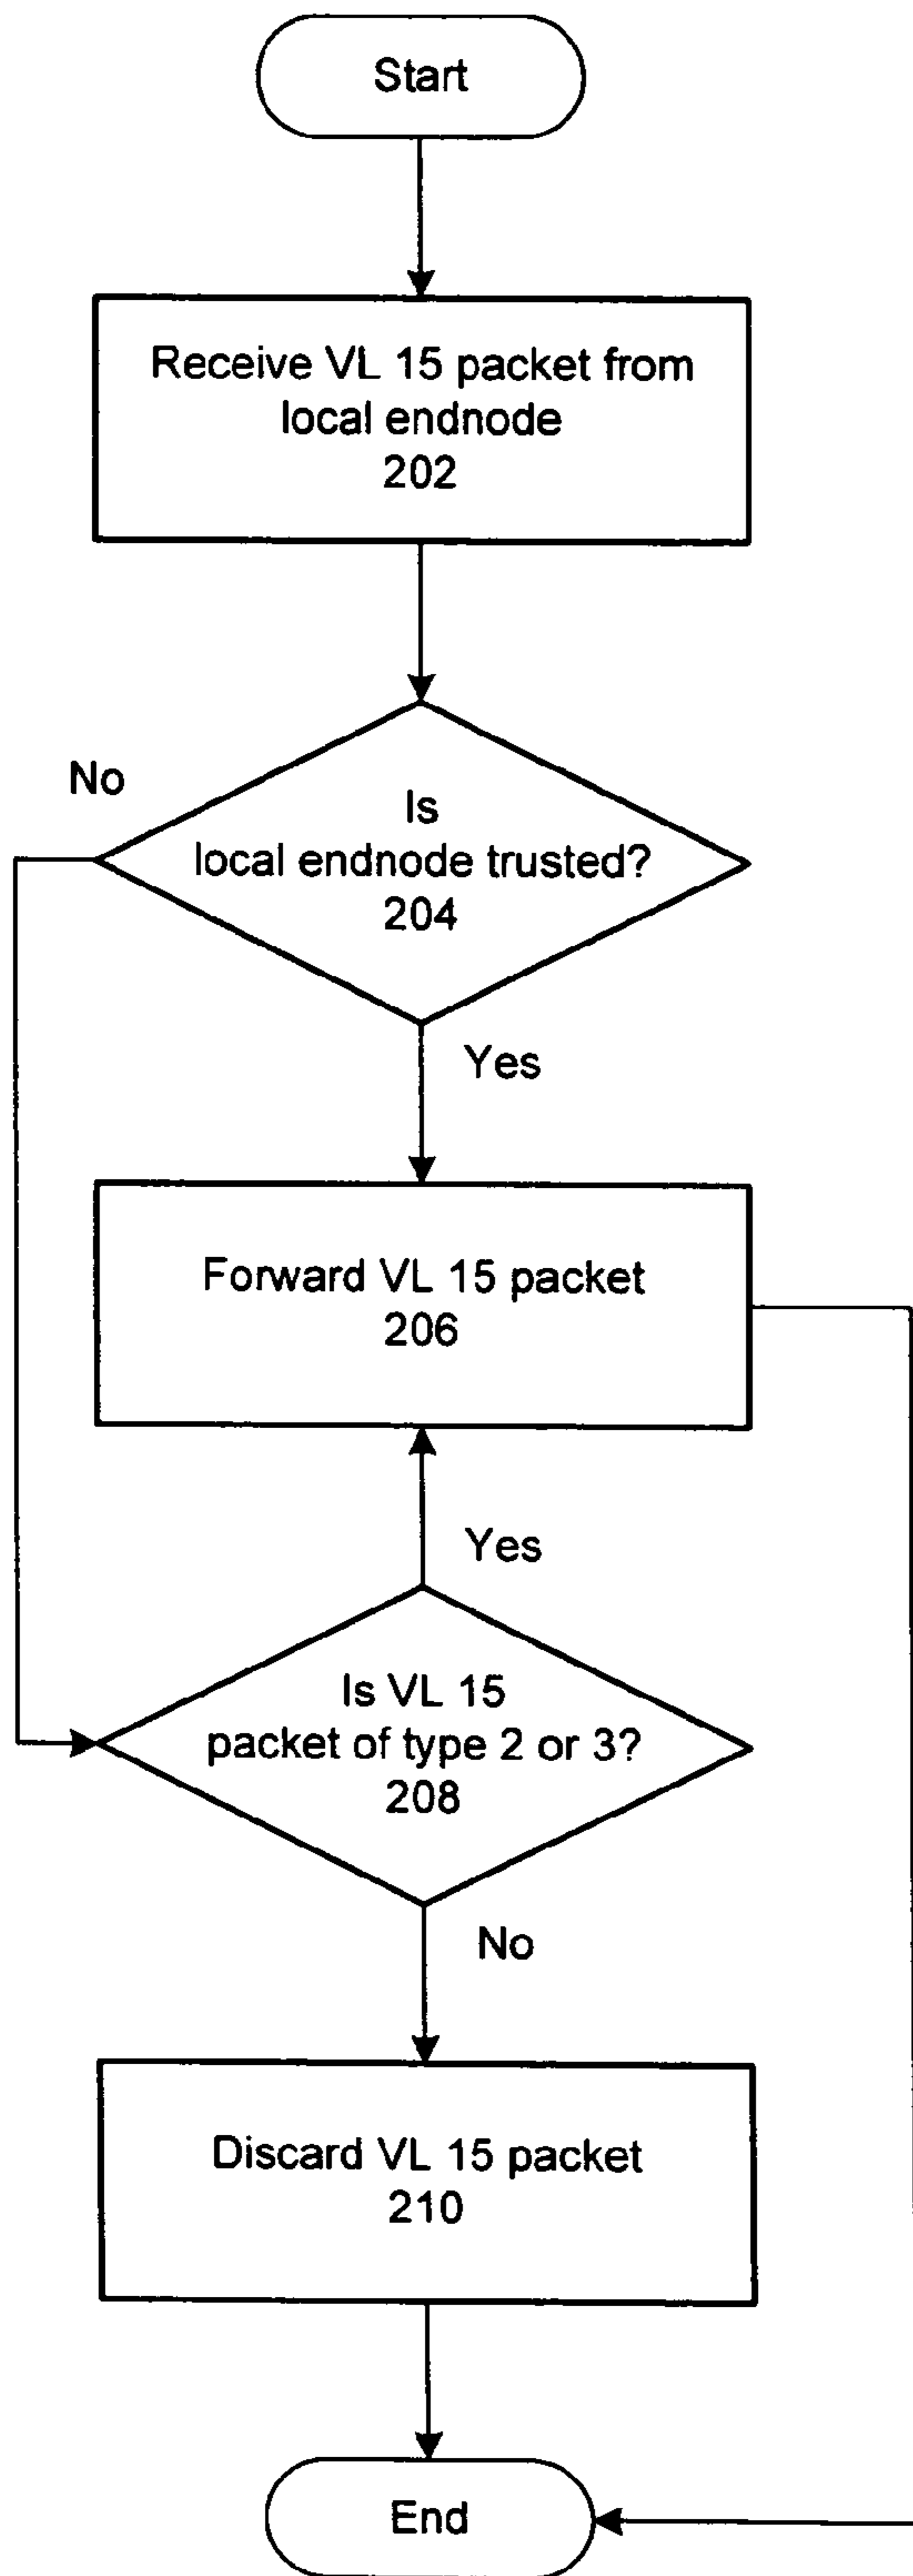 Start
Receive VL 15 packet from
local endnode
202
No
Is
local endnode trusted?
204
Yes
Forward VL 15 packet
206
Yes
Is VL 15
packet of type 2 or 3?
208
No
Discard VL 15 packet
210
End